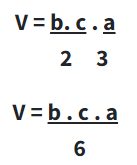 V = b. c . a
2 3
V = b . c . a
6